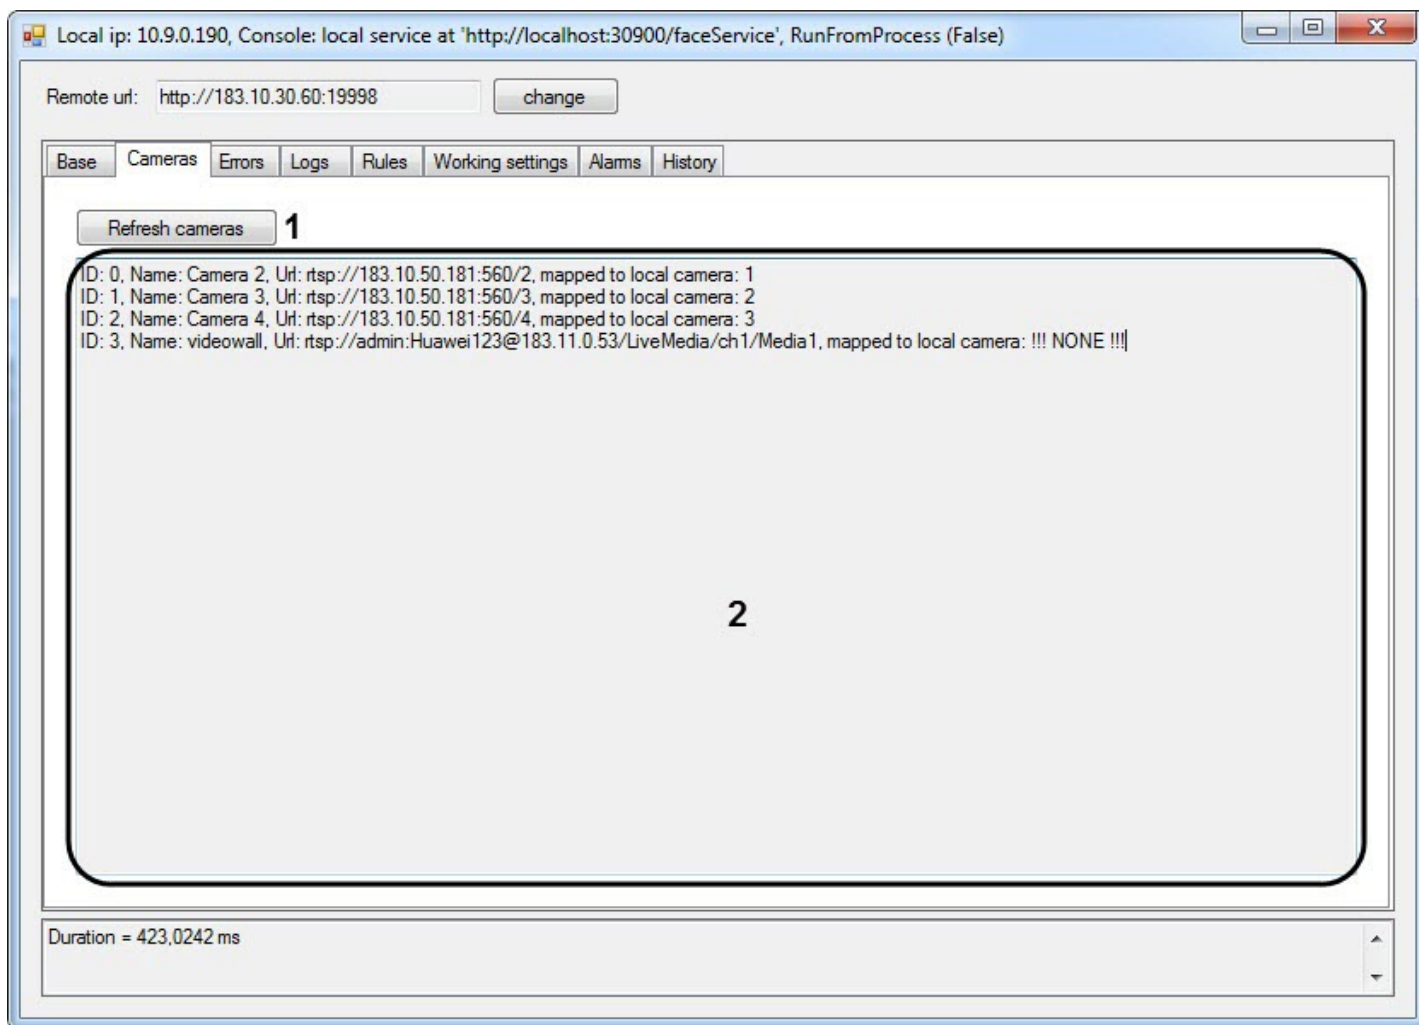 Local ip: 10.9.0.190, Console: local service at 'http://localhost:30900/faceService', RunFromProcess (False)
Remote url: http://183.10.30.60:19998 change
Base Cameras Errors Logs Rules Working settings Alarms History
Refresh cameras 1
ID: 0, Name: Camera 2, Url: rtsp://183.10.50.181:560/2, mapped to local camera: 1
ID: 1, Name: Camera 3, Url: rtsp://183.10.50.181:560/3, mapped to local camera: 2
ID: 2, Name: Camera 4, Url: rtsp://183.10.50.181:560/4, mapped to local camera: 3
ID: 3, Name: videowall, Url: rtsp://admin:Huawei123@183.11.0.53/LiveMedia/ch1/Media1, mapped to local camera: !!! NONE !!!
2
Duration = 423,0242 ms